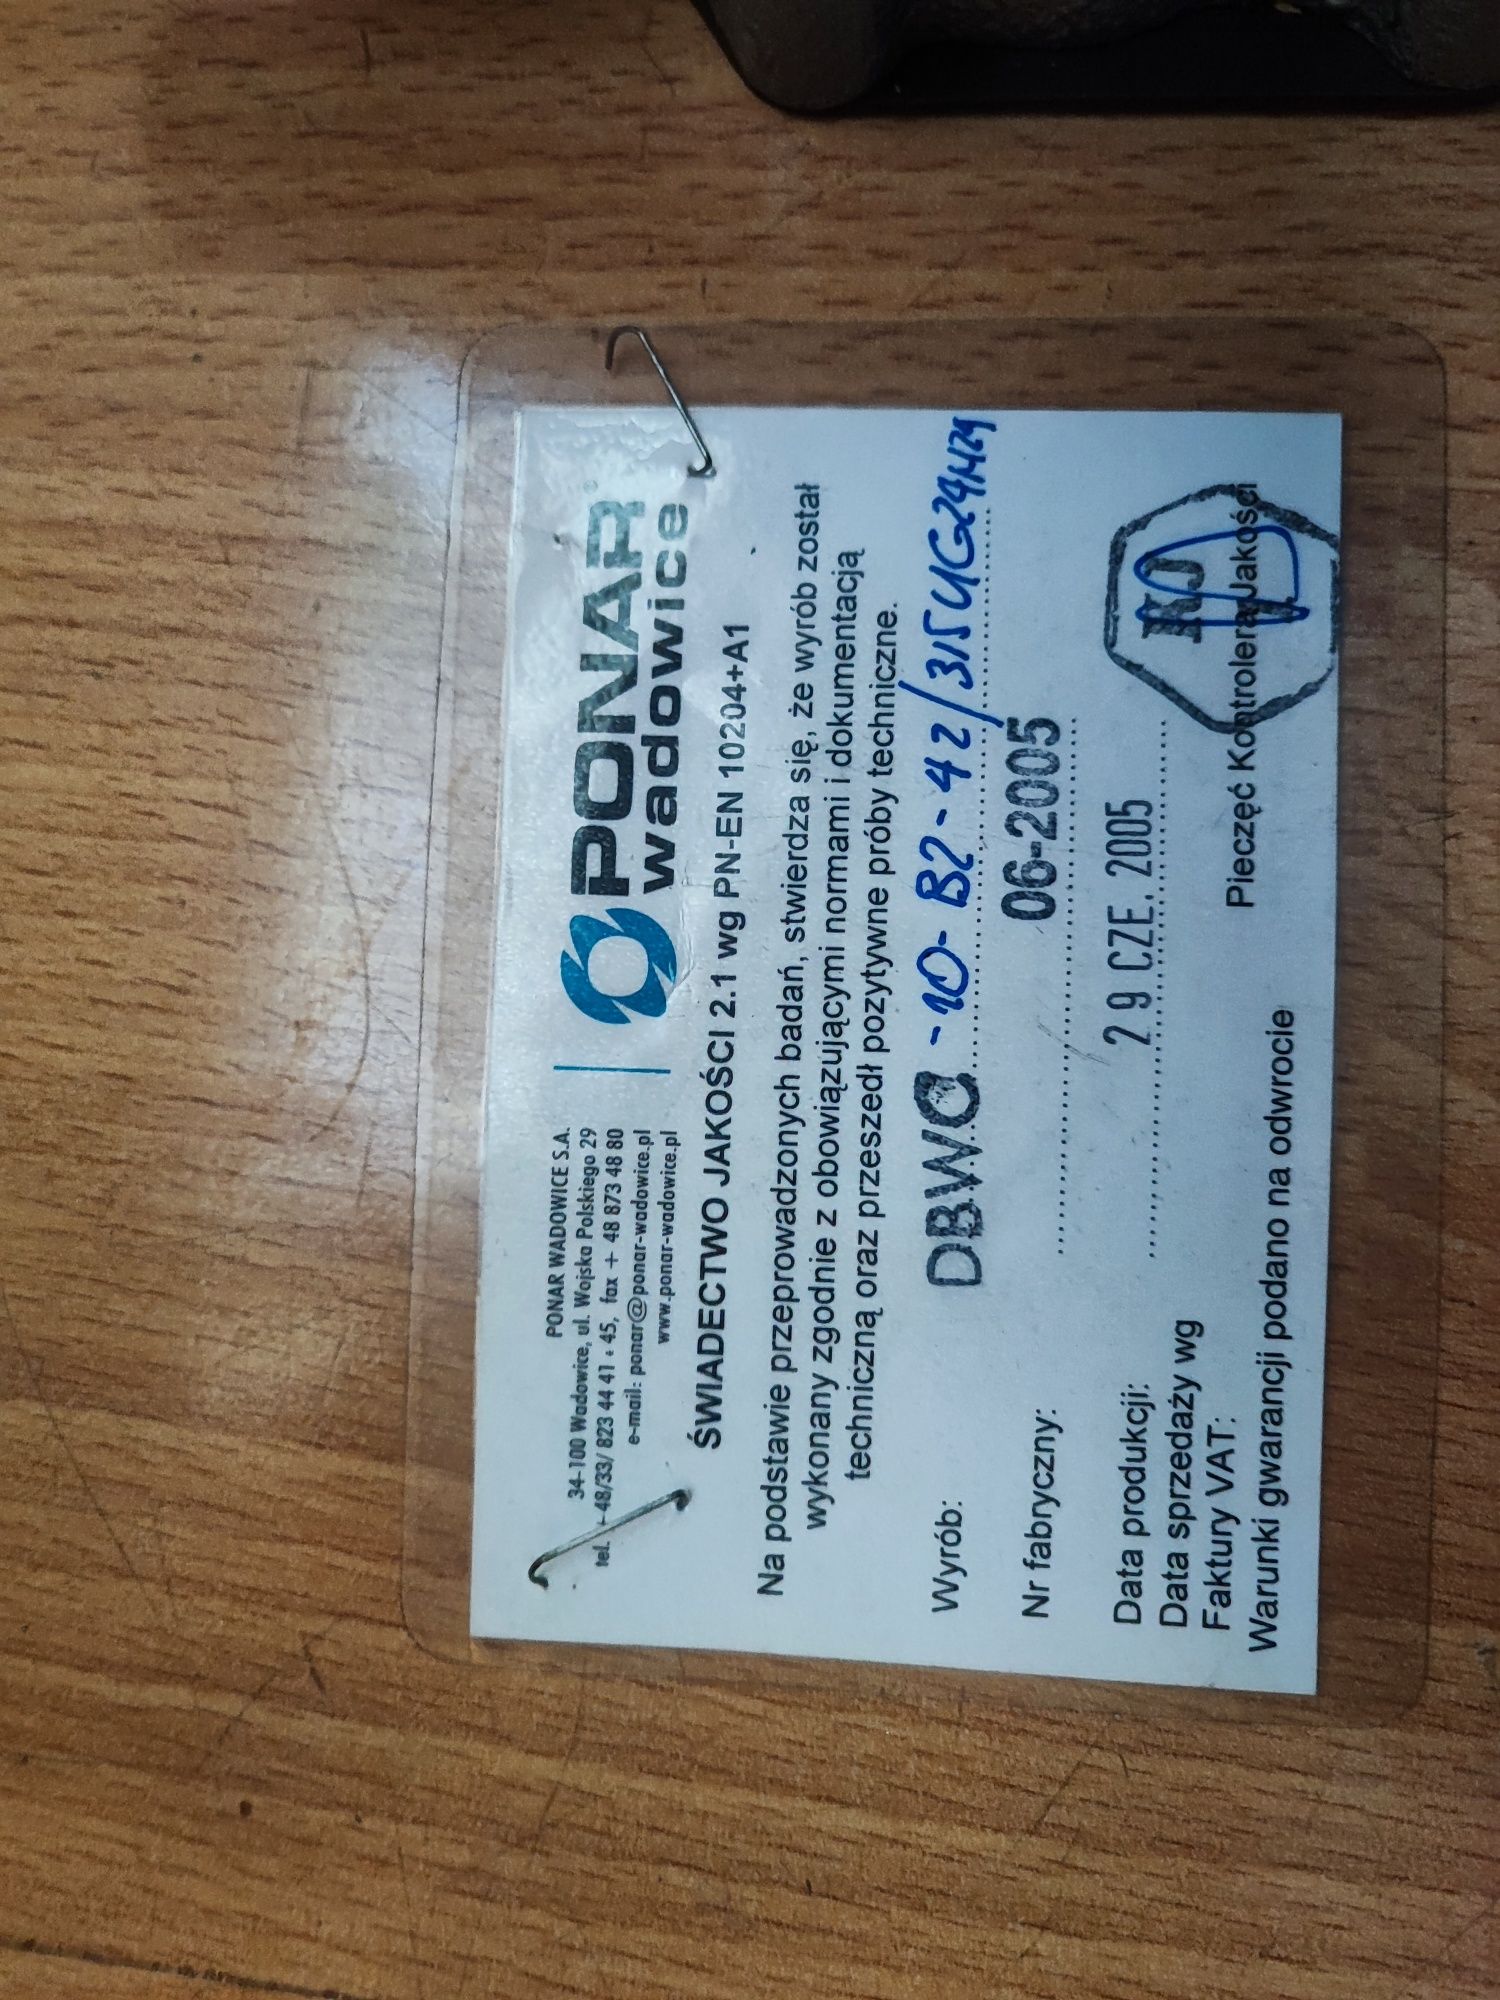 PONAR WADOWICE S.A.
34-100 Wadowice, ul. Wojska Polskiego 29
tel. +48/33/ 823 44 41 ÷ 45, fax + 48 873 48 80
e-mail: ponar@ponar-wadowice.pl
www.ponar-wadowice.pl
PONAR®
wadowice
ŚWIADECTWO JAKOŚCI 2.1 wg PN-EN 10204+A1
Na podstawie przeprowadzonych badań, stwierdza się, że wyrób został
wykonany zgodnie z obowiązującymi normami i dokumentacją
techniczną oraz przeszedł pozytywne próby techniczne.
Wyrób: DBWC -10-B2-42/315UG24NZ4
Nr fabryczny: 06-2005
Data produkcji: 29 CZE. 2005
Data sprzedaży wg
Faktury VAT:
KJ
Pieczęć Kontrolera Jakości
Warunki gwarancji podano na odwrocie